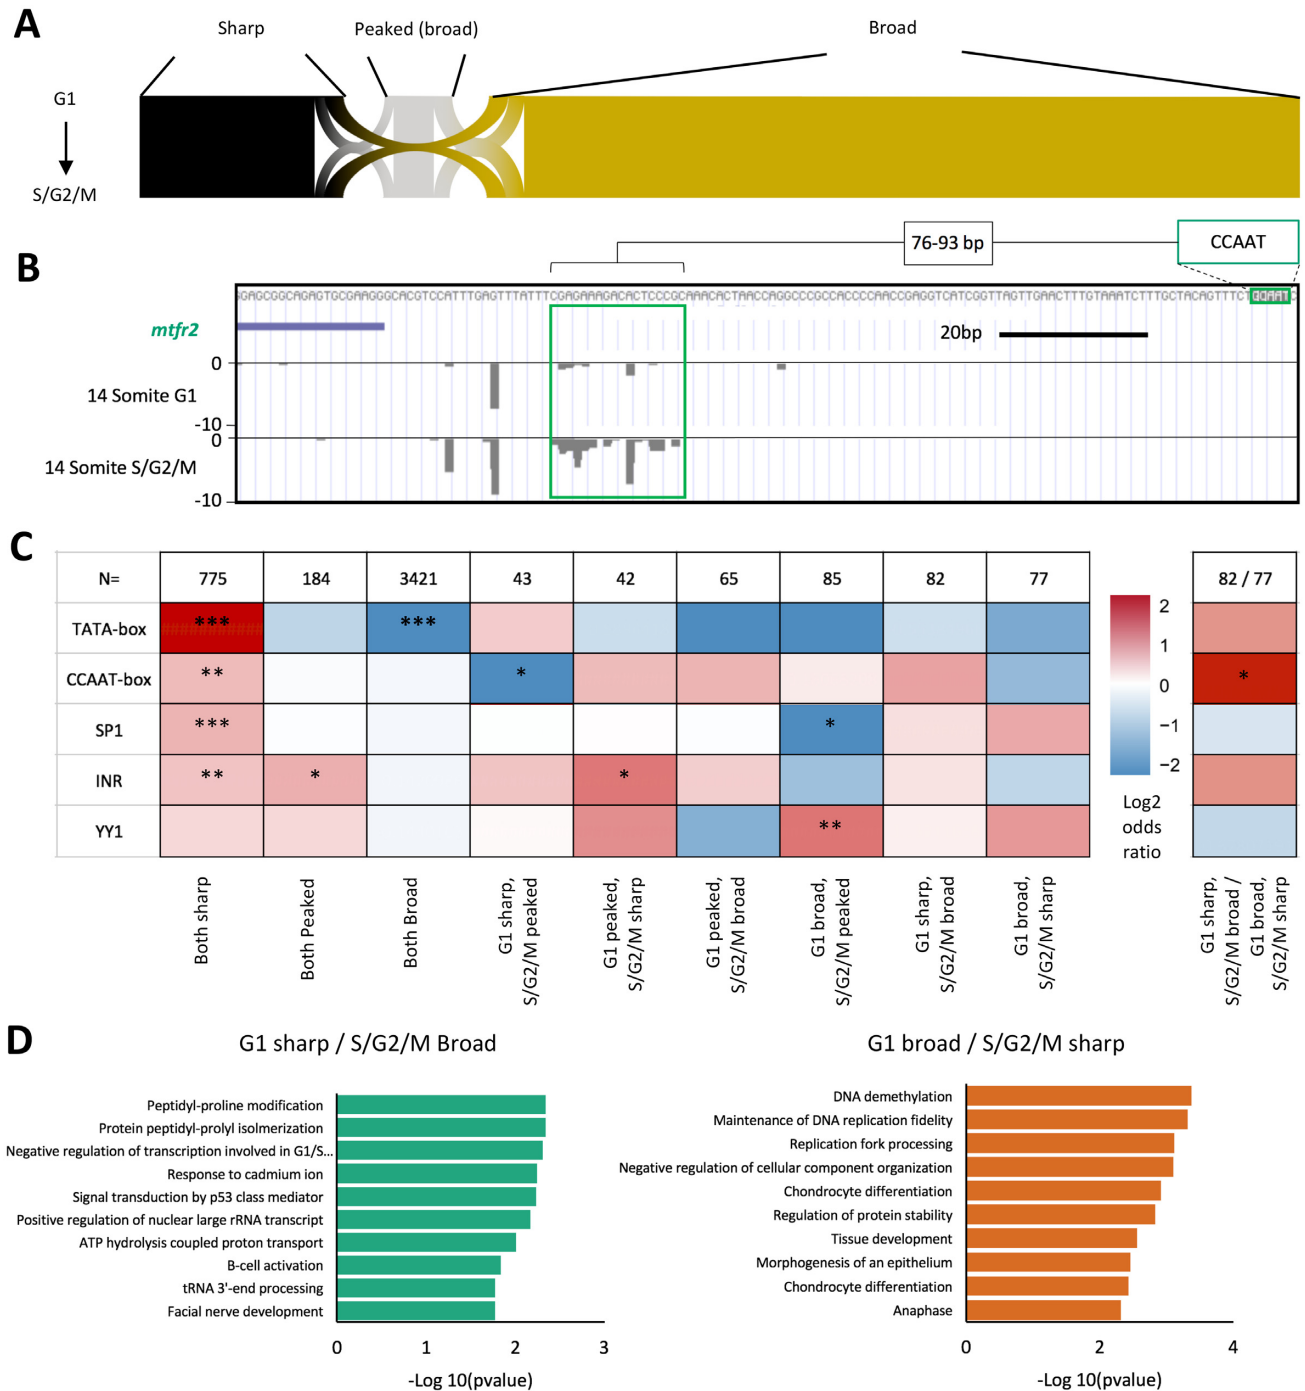 A
Sharp
Peaked (broad)
Broad
G1
S/G2/M
76-93 bp
CCAAT
B
mtfr2
20bp
0
14 Somite G1
-10
0
14 Somite S/G2/M
-10
C
N= 775 184 3421 43 42 65 85 82 77 82 / 77
TATA-box *** ***
CCAAT-box ** * *
SP1 *** *
INR ** * *
YY1 **
2
1
0
−1
−2
Log2
odds
ratio
Both sharp
Both Peaked
Both Broad
G1 sharp,
S/G2/M peaked
G1 peaked,
S/G2/M sharp
G1 peaked,
S/G2/M broad
G1 broad,
S/G2/M peaked
G1 sharp,
S/G2/M broad
G1 broad,
S/G2/M sharp
G1 sharp,
S/G2/M broad /
G1 broad,
S/G2/M sharp
D
G1 sharp / S/G2/M Broad
Peptidyl-proline modification
Protein peptidyl-prolyl isolmerization
Negative regulation of transcription involved in G1/S...
Response to cadmium ion
Signal transduction by p53 class mediator
Positive regulation of nuclear large rRNA transcript
ATP hydrolysis coupled proton transport
B-cell activation
tRNA 3'-end processing
Facial nerve development
0 1 2 3
-Log 10(pvalue)
G1 broad / S/G2/M sharp
DNA demethylation
Maintenance of DNA replication fidelity
Replication fork processing
Negative regulation of cellular component organization
Chondrocyte differentiation
Regulation of protein stability
Tissue development
Morphogenesis of an epithelium
Chondrocyte differentiation
Anaphase
0 2 4
-Log 10(pvalue)